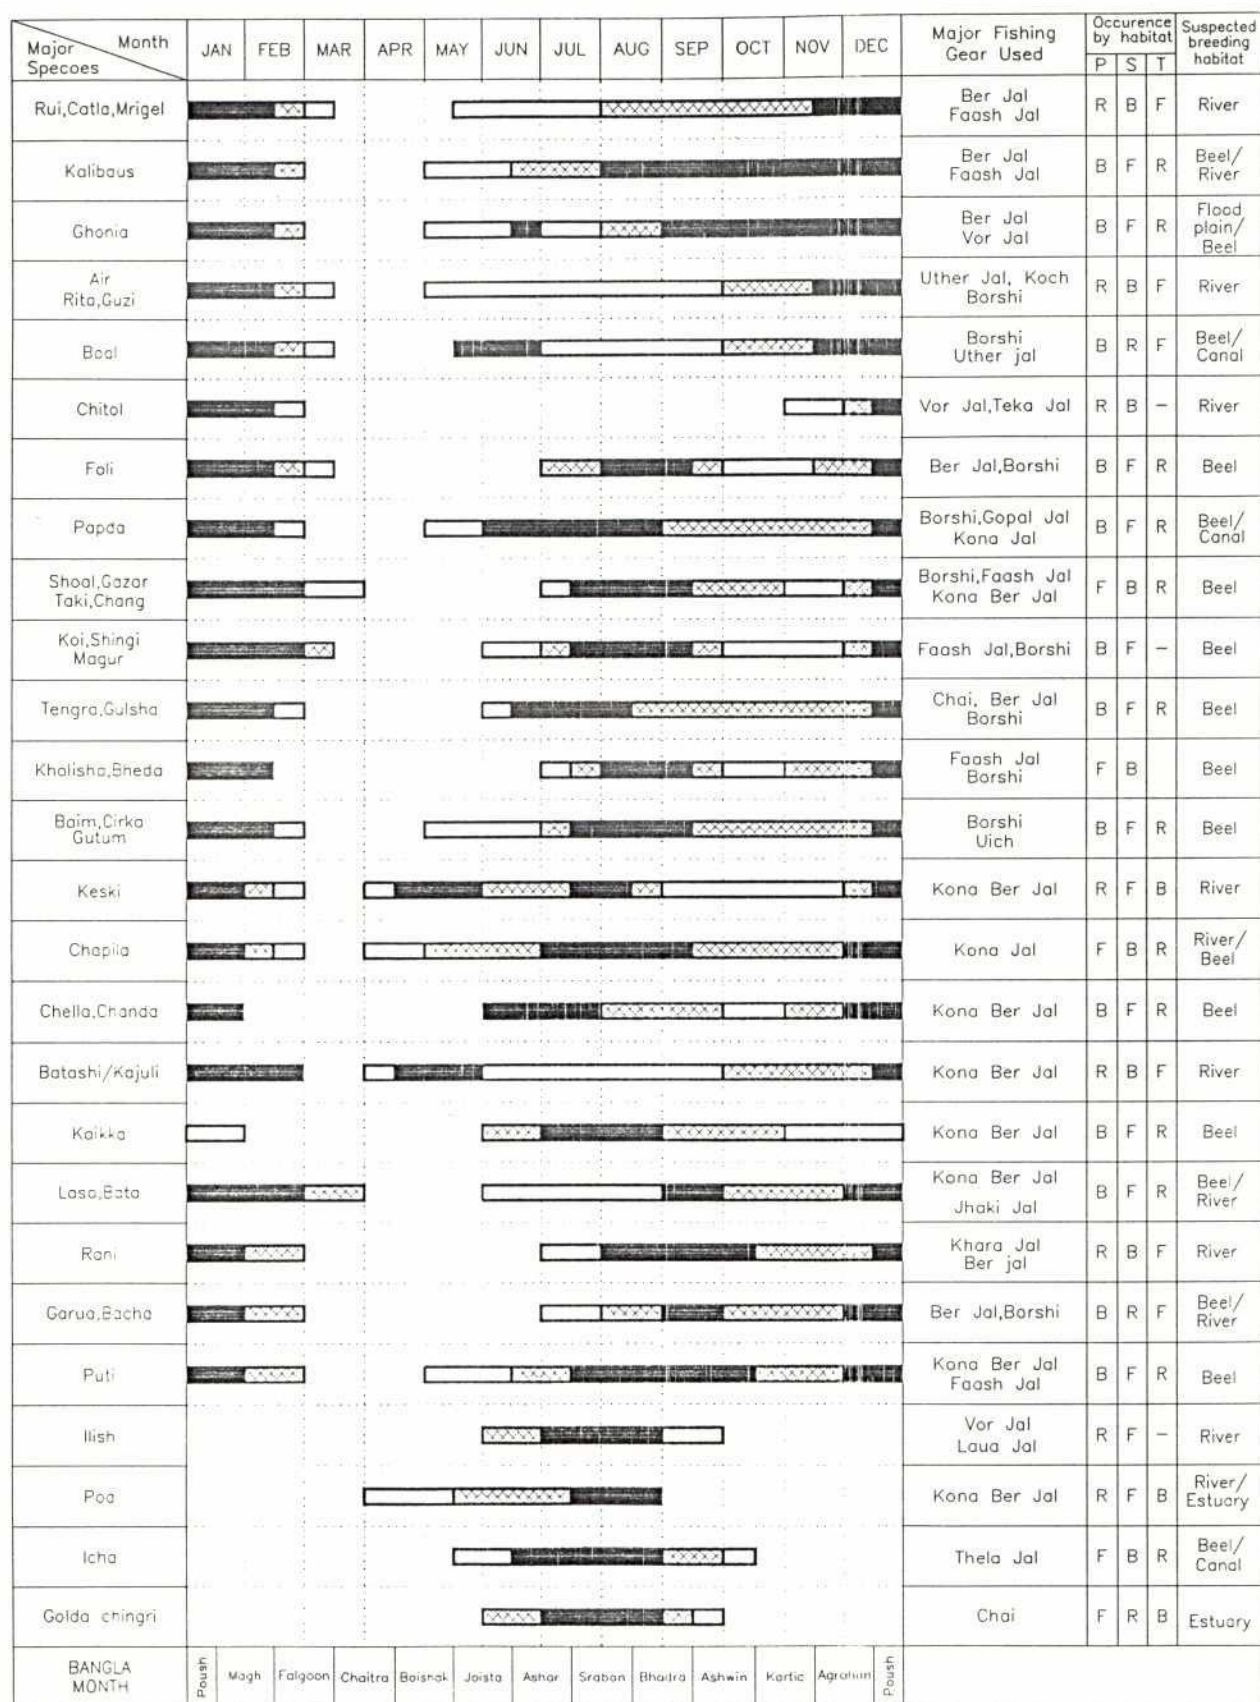 Month
Major
Specoes
JAN FEB MAR APR MAY JUN JUL AUG SEP OCT NOV DEC
Major Fishing
Gear Used
Occurence
by habitat
P S T
Suspected
breeding
habitat
Rui,Catla,Mrigel
Ber Jal
Faash Jal
R B F
River
Kalibaus
Ber Jal
Faash Jal
B F R
Beel/
River
Ghonia
Ber Jal
Vor Jal
B F R
Flood
plain/
Beel
Air
Rita,Guzi
Uther Jal, Koch
Borshi
R B F
River
Boal
Borshi
Uther jal
B R F
Beel/
Canal
Chitol
Vor Jal,Teka Jal
R B –
River
Foli
Ber Jal,Borshi
B F R
Beel
Papda
Borshi,Gopal Jal
Kona Jal
B F R
Beel/
Canal
Shoal,Gazar
Taki,Chang
Borshi,Faash Jal
Kona Ber Jal
F B R
Beel
Koi,Shingi
Magur
Faash Jal,Borshi
B F –
Beel
Tengra,Gulsha
Chai, Ber Jal
Borshi
B F R
Beel
Kholisha,Bheda
Faash Jal
Borshi
F B
Beel
Baim,Cirka
Gutum
Borshi
Uich
B F R
Beel
Keski
Kona Ber Jal
R F B
River
Chapila
Kona Jal
F B R
River/
Beel
Chella,Chanda
Kona Ber Jal
B F R
Beel
Batashi/Kajuli
Kona Ber Jal
R B F
River
Kaikka
Kona Ber Jal
B F R
Beel
Laso,Bata
Kona Ber Jal
Jhaki Jal
B F R
Beel/
River
Rani
Khara Jal
Ber jal
R B F
River
Garua,Bacha
Ber Jal,Borshi
B R F
Beel/
River
Puti
Kona Ber Jal
Faash Jal
B F R
Beel
Ilish
Vor Jal
Laua Jal
R F –
River
Poa
Kona Ber Jal
R F B
River/
Estuary
Icha
Thela Jal
F B R
Beel/
Canal
Golda chingri
Chai
F R B
Estuary
BANGLA
MONTH
Poush Magh Falgoon Chaitra Boishak Joista Ashar Sraban Bhadra Ashwin Kartic Agrahan Poush